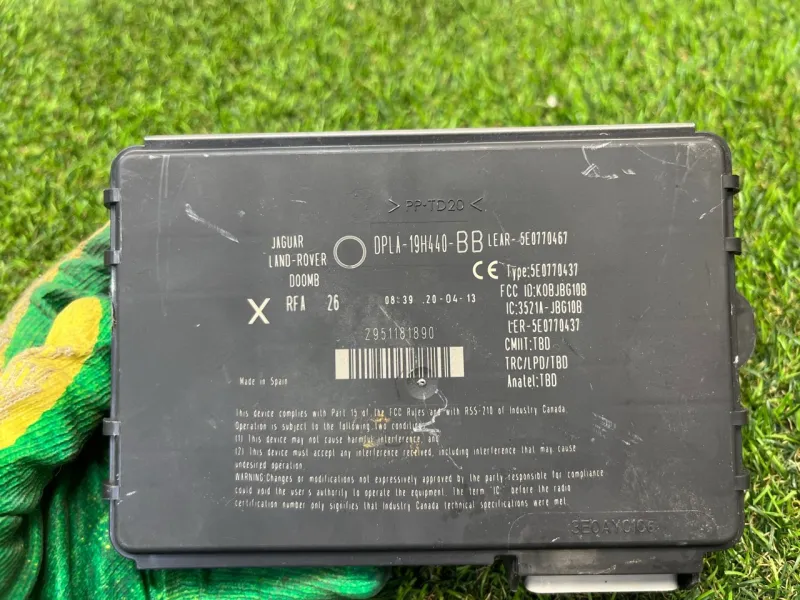 > PP-TD20 <
JAGUAR
LAND-ROVER
DOOMB
DPLA-19H440-BB LEAR-5E0770467
CE Type:5E0770437
FCC ID:KOBJBG10B
IC:3521A-JBG10B
LER-5E0770437
CMIIT:TBD
TRC/LPD/TBD
Anatel:TBD
X RFA 26 08:39 .20-04-13
2951181890
Made in Spain
This device complies with Part 15 of the FCC Rules and with RSS-210 of Industry Canada.
Operation is subject to the following two conditions:
(1) This device may not cause harmful interference, and
(2) This device must accept any interference received, including interference that may cause
undesired operation.
WARNING:Changes or modifications not expressively approved by the party responsible for compliance
could void the user's authority to operate the equipment. The term "IC" before the radio
certification number only signifies that Industry Canada technical specifications were met.